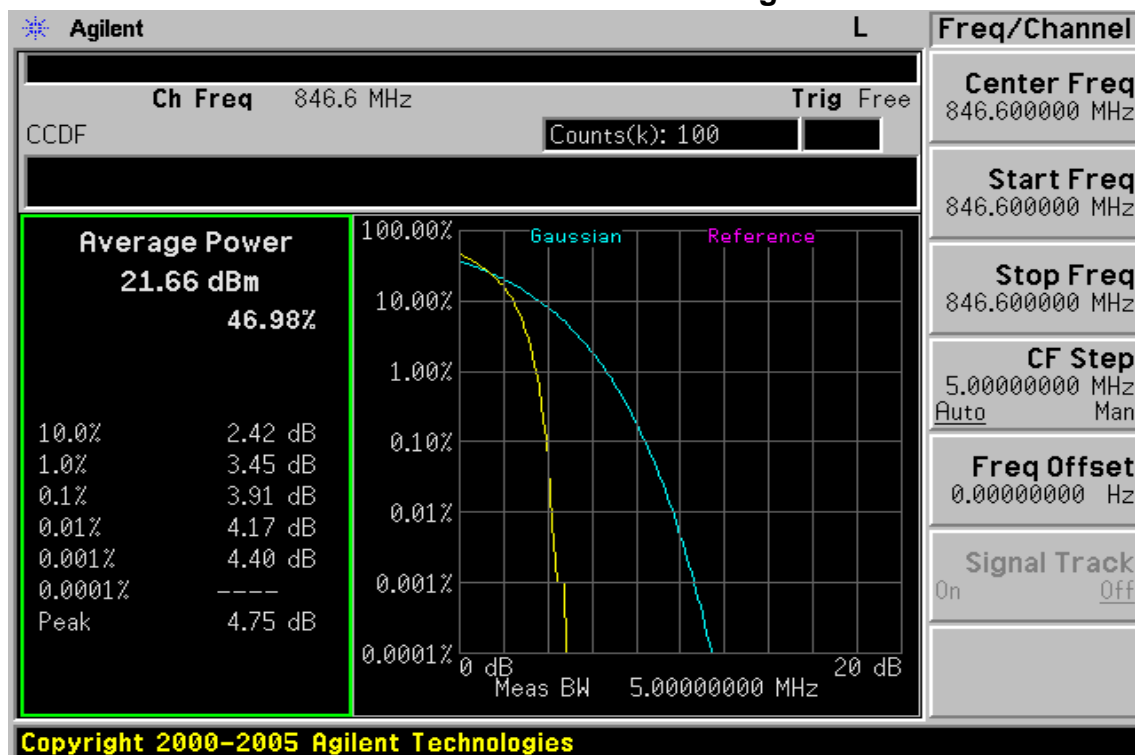 Agilent L
Ch Freq 846.6 MHz Trig Free
CCDF Counts(k): 100
Average Power
21.66 dBm
46.98%
10.0% 2.42 dB
1.0% 3.45 dB
0.1% 3.91 dB
0.01% 4.17 dB
0.001% 4.40 dB
0.0001% ----
Peak 4.75 dB
Gaussian Reference
100.00%
10.00%
1.00%
0.10%
0.01%
0.001%
0.0001%
0 dB 20 dB
Meas BW 5.00000000 MHz
Freq/Channel
Center Freq
846.600000 MHz
Start Freq
846.600000 MHz
Stop Freq
846.600000 MHz
CF Step
5.00000000 MHz
Auto Man
Freq Offset
0.00000000 Hz
Signal Track
On Off
Copyright 2000-2005 Agilent Technologies